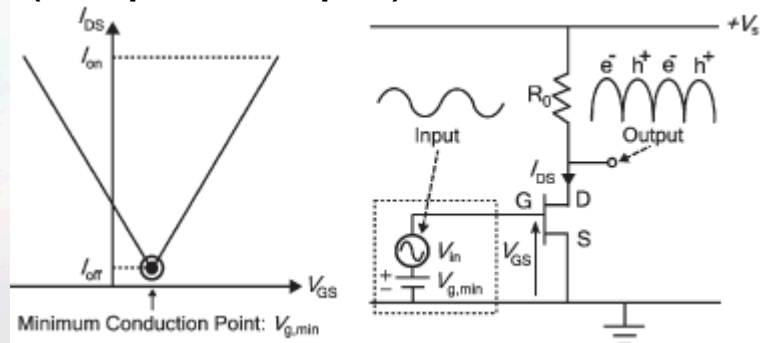 I_DS
I_on
I_off
V_GS
Minimum Conduction Point: V_g,min
+V_s
e⁻ h⁺ e⁻ h⁺
R_0
Input
Output
I_DS
G D
S
V_in
V_GS
+
−
V_g,min